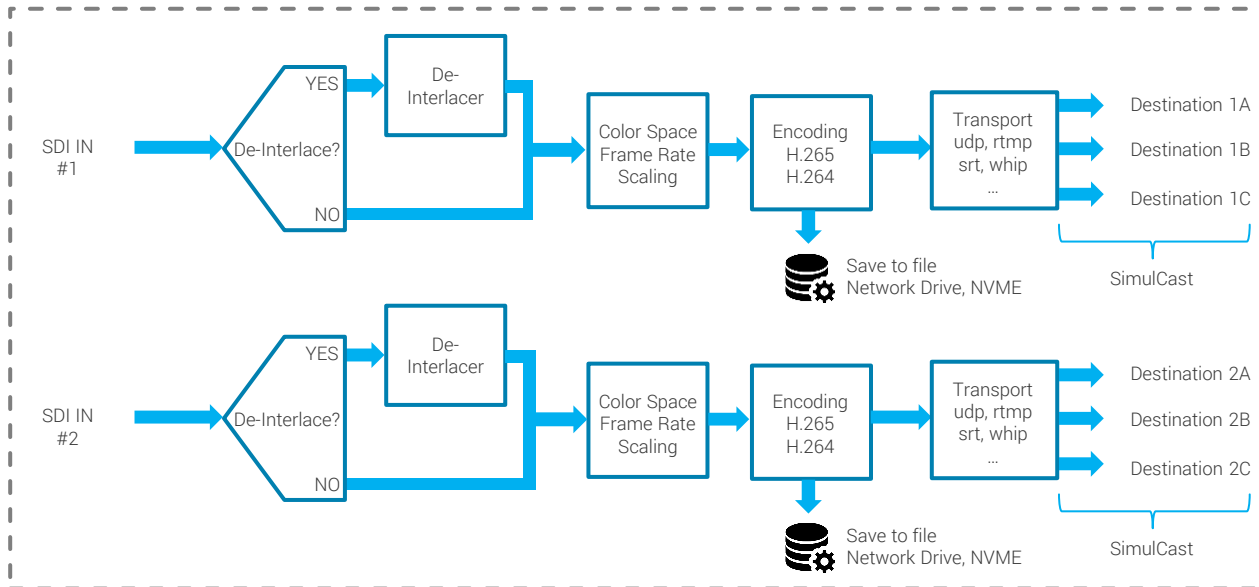 SDI IN
#1
De-Interlace?
YES
NO
De-
Interlacer
Color Space
Frame Rate
Scaling
Encoding
H.265
H.264
Save to file
Network Drive, NVME
Transport
udp, rtmp
srt, whip
...
Destination 1A
Destination 1B
Destination 1C
SimulCast
SDI IN
#2
De-Interlace?
YES
NO
De-
Interlacer
Color Space
Frame Rate
Scaling
Encoding
H.265
H.264
Save to file
Network Drive, NVME
Transport
udp, rtmp
srt, whip
...
Destination 2A
Destination 2B
Destination 2C
SimulCast